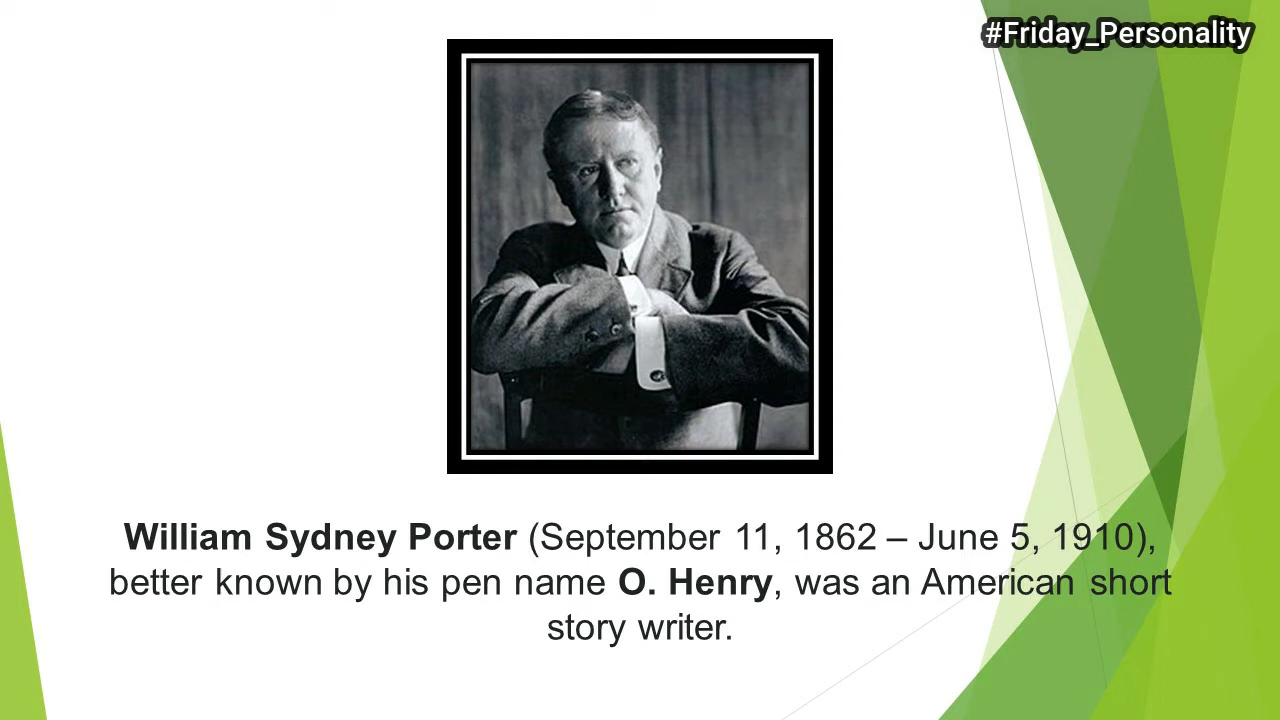 #Friday_Personality
William Sydney Porter (September 11, 1862 – June 5, 1910),
better known by his pen name O. Henry, was an American short
story writer.